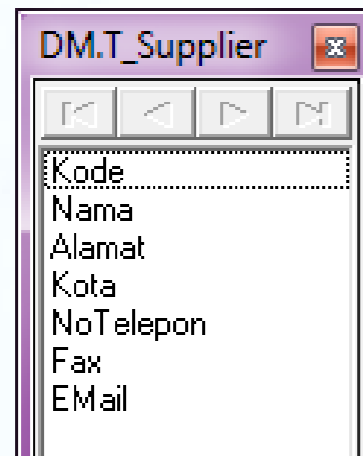 DM.T_Supplier
Kode
Nama
Alamat
Kota
NoTelepon
Fax
EMail